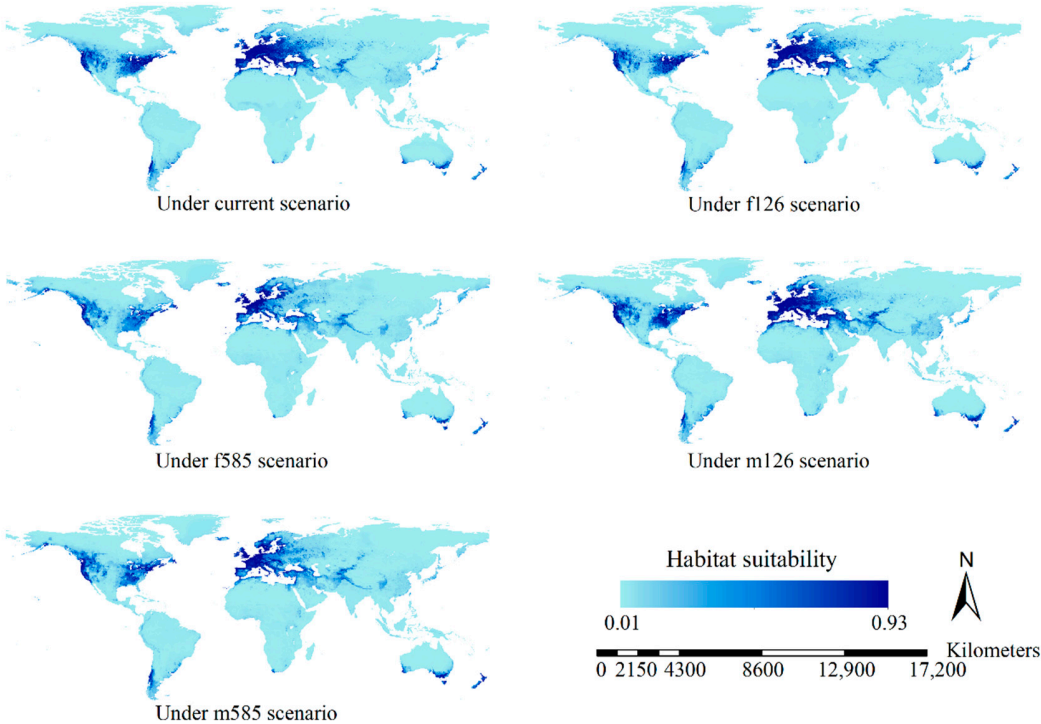 Under current scenario
Under f126 scenario
Under f585 scenario
Under m126 scenario
Under m585 scenario
Habitat suitability
0.01 0.93
N
Kilometers
0 2150 4300 8600 12,900 17,200